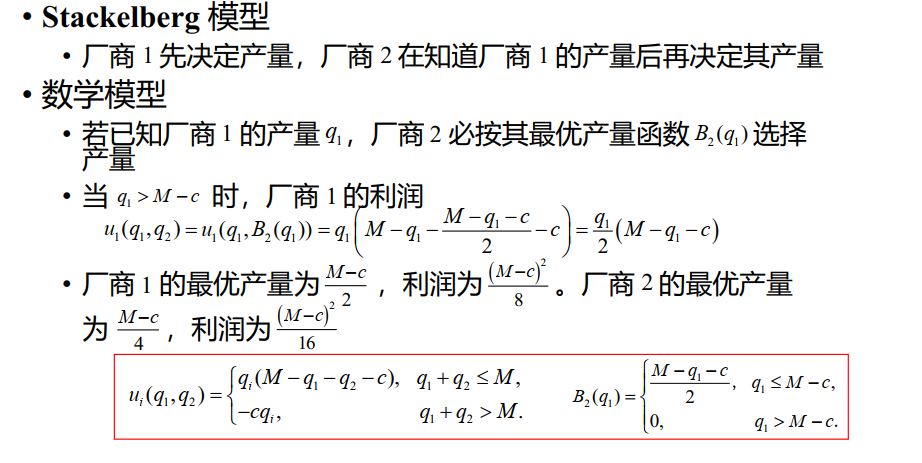 • Stackelberg 模型
• 厂商 1 先决定产量，厂商 2 在知道厂商 1 的产量后再决定其产量
• 数学模型
• 若已知厂商 1 的产量 $q_1$，厂商 2 必按其最优产量函数 $B_2(q_1)$ 选择
产量
• 当 $q_1 > M - c$ 时，厂商 1 的利润
$u_1(q_1, q_2) = u_1(q_1, B_2(q_1)) = q_1\left(M - q_1 - \frac{M - q_1 - c}{2} - c\right) = \frac{q_1}{2}(M - q_1 - c)$
• 厂商 1 的最优产量为 $\frac{M-c}{2}$ ，利润为 $\frac{(M-c)^2}{8}$ 。厂商 2 的最优产量
为 $\frac{M-c}{4}$ ，利润为 $\frac{(M-c)^2}{16}$
$u_i(q_1, q_2) = \begin{cases} q_i(M - q_1 - q_2 - c), & q_1 + q_2 \le M, \\ -cq_i, & q_1 + q_2 > M. \end{cases}$ $B_2(q_1) = \begin{cases} \frac{M - q_1 - c}{2}, & q_1 \le M - c, \\ 0, & q_1 > M - c. \end{cases}$